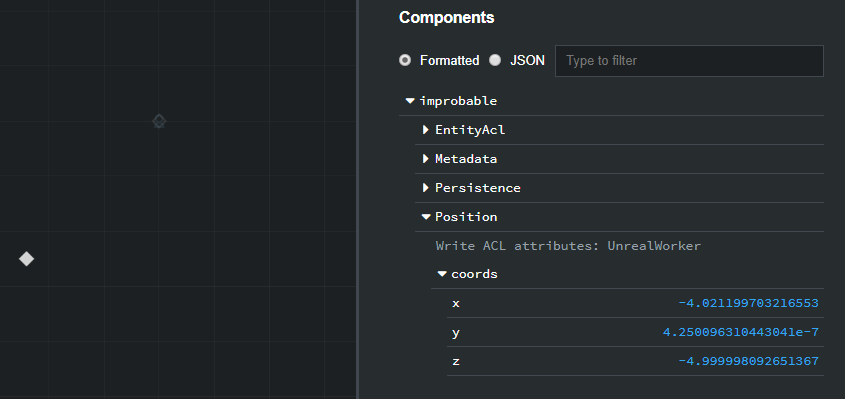 Components
Formatted JSON Type to filter
improbable
EntityAcl
Metadata
Persistence
Position
Write ACL attributes: UnrealWorker
coords
x -4.021199703216553
y 4.250096310443041e-7
z -4.999998092651367